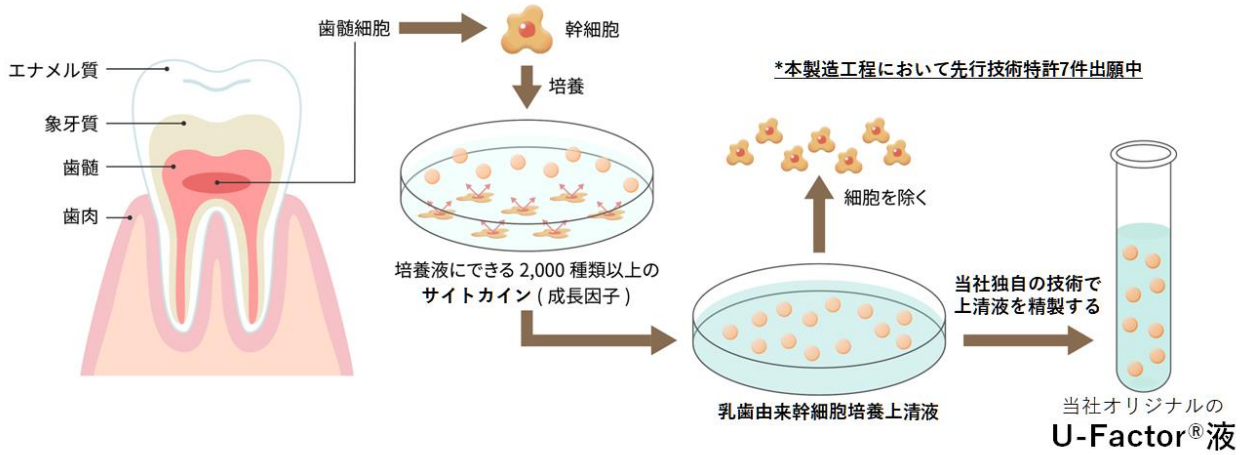 歯髄細胞
幹細胞
エナメル質
象牙質
歯髄
歯肉
培養
*本製造工程において先行技術特許7件出願中
細胞を除く
培養液にできる 2,000 種類以上の
サイトカイン ( 成長因子 )
乳歯由来幹細胞培養上清液
当社独自の技術で
上清液を精製する
当社オリジナルの
U-Factor®液